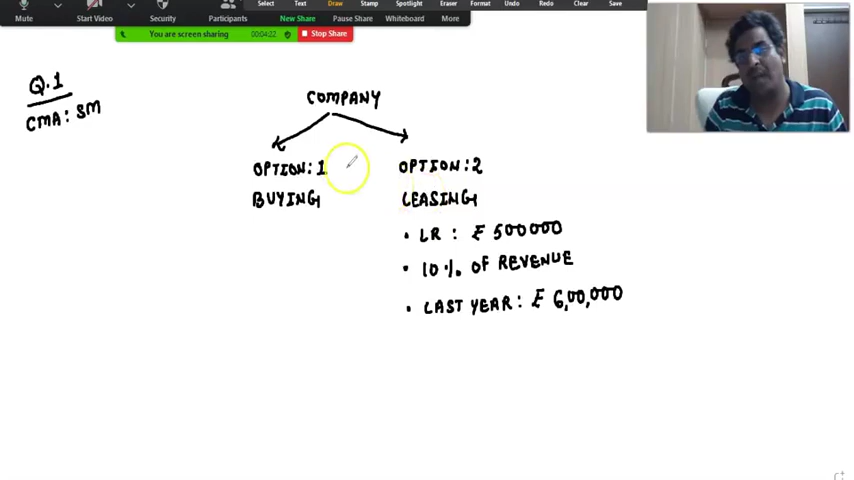 Select Text Draw Stamp Spotlight Eraser Format Undo Redo Clear Save
Mute Start Video Security Participants New Share Pause Share Whiteboard More
You are screen sharing 00:04:22 Stop Share
Q.1
CMA: SM
COMPANY
OPTION: 1 OPTION: 2
BUYING LEASING
• LR : ₹ 500000
• 10% OF REVENUE
• LAST YEAR: ₹ 6,00,000